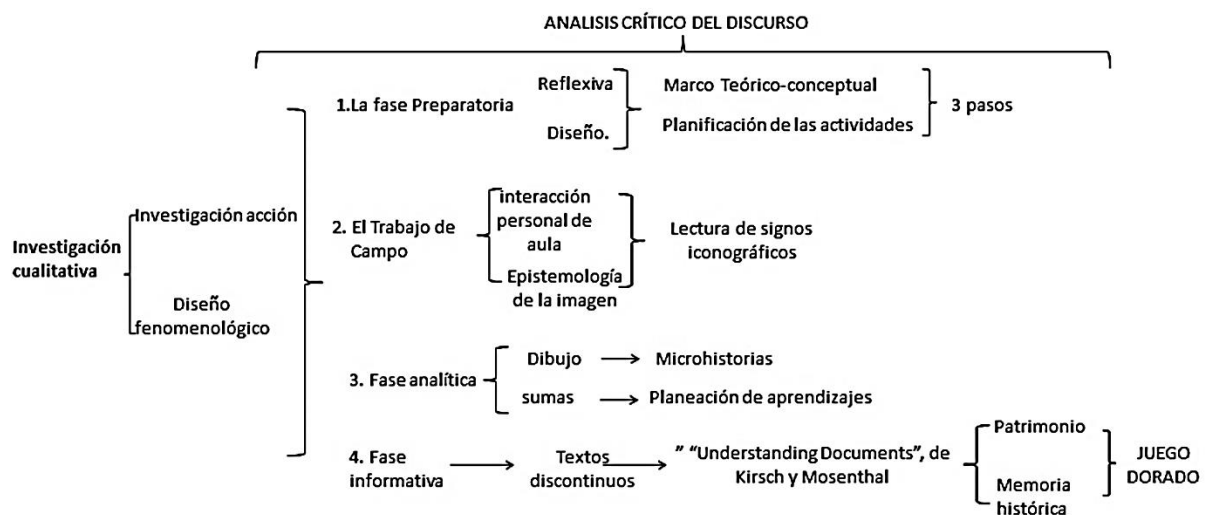 ANALISIS CRÍTICO DEL DISCURSO
Investigación
cualitativa
Investigación acción
Diseño
fenomenológico
1.La fase Preparatoria
Reflexiva
Diseño.
Marco Teórico-conceptual
Planificación de las actividades
3 pasos
2. El Trabajo de
Campo
interacción
personal de
aula
Epistemología
de la imagen
Lectura de signos
iconográficos
3. Fase analítica
Dibujo
Microhistorias
sumas
Planeación de aprendizajes
4. Fase
informativa
Textos
discontinuos
” “Understanding Documents”, de
Kirsch y Mosenthal
Patrimonio
Memoria
histórica
JUEGO
DORADO